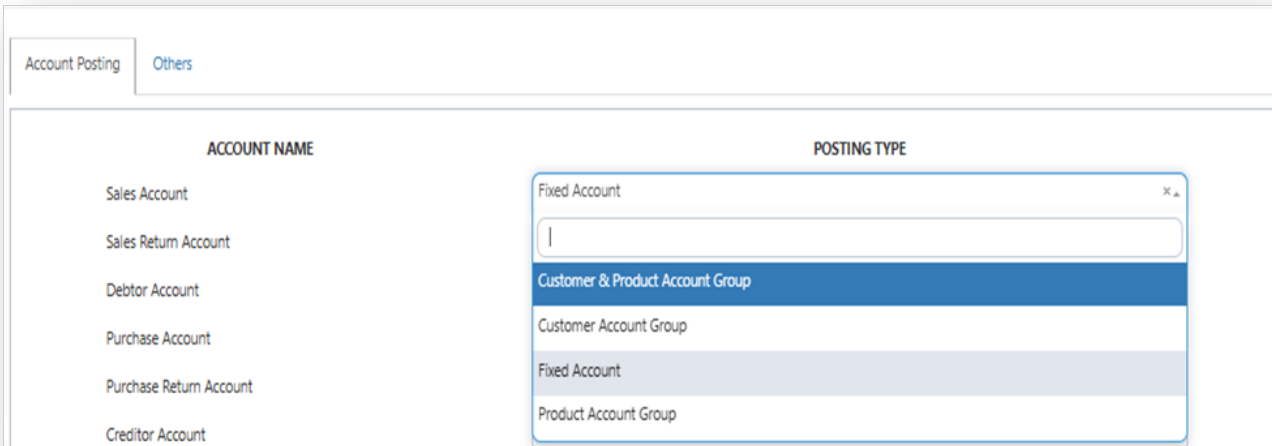 Account Posting Others
ACCOUNT NAME POSTING TYPE
Sales Account Fixed Account ×
Sales Return Account
Customer & Product Account Group
Debtor Account
Customer Account Group
Purchase Account
Fixed Account
Purchase Return Account
Product Account Group
Creditor Account